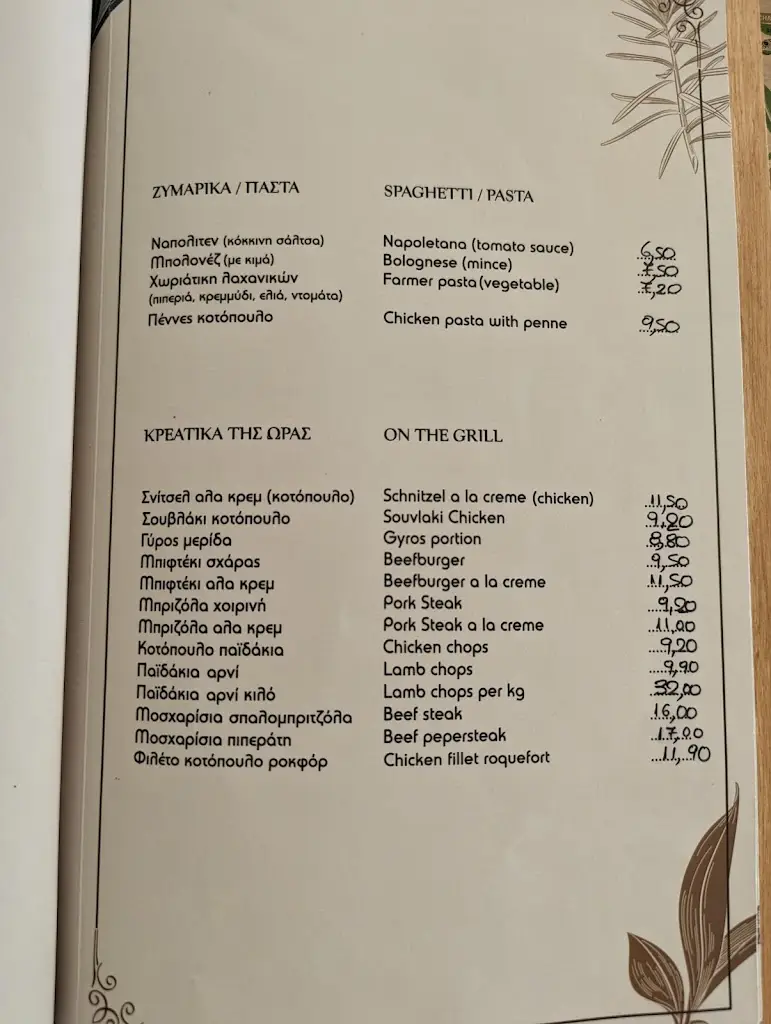 ΖΥΜΑΡΙΚΑ / ΠΑΣΤΑ SPAGHETTI / PASTA
Ναπολιτεν (κόκκινη σάλτσα) Napoletana (tomato sauce) 6,50
Μπολονέζ (με κιμά) Bolognese (mince) 7,50
Χωριάτικη λαχανικών Farmer pasta (vegetable) 7,20
(πιπεριά, κρεμμύδι, ελιά, ντομάτα)
Πέννες κοτόπουλο Chicken pasta with penne 9,50
ΚΡΕΑΤΙΚΑ ΤΗΣ ΩΡΑΣ ON THE GRILL
Σνίτσελ αλα κρεμ (κοτόπουλο) Schnitzel a la creme (chicken) 11,50
Σουβλάκι κοτόπουλο Souvlaki Chicken 9,20
Γύρος μερίδα Gyros portion 8,80
Μπιφτέκι σχάρας Beefburger 9,50
Μπιφτέκι αλα κρεμ Beefburger a la creme 11,50
Μπριζόλα χοιρινή Pork Steak 9,20
Μπριζόλα αλα κρεμ Pork Steak a la creme 11,00
Κοτόπουλο παϊδάκια Chicken chops 9,20
Παϊδάκια αρνί Lamb chops 9,90
Παϊδάκια αρνί κιλό Lamb chops per kg 32,00
Μοσχαρίσια σπαλομπριτζόλα Beef steak 16,00
Μοσχαρίσια πιπεράτη Beef pepersteak 17,00
Φιλέτο κοτόπουλο ροκφόρ Chicken fillet roquefort 11,90